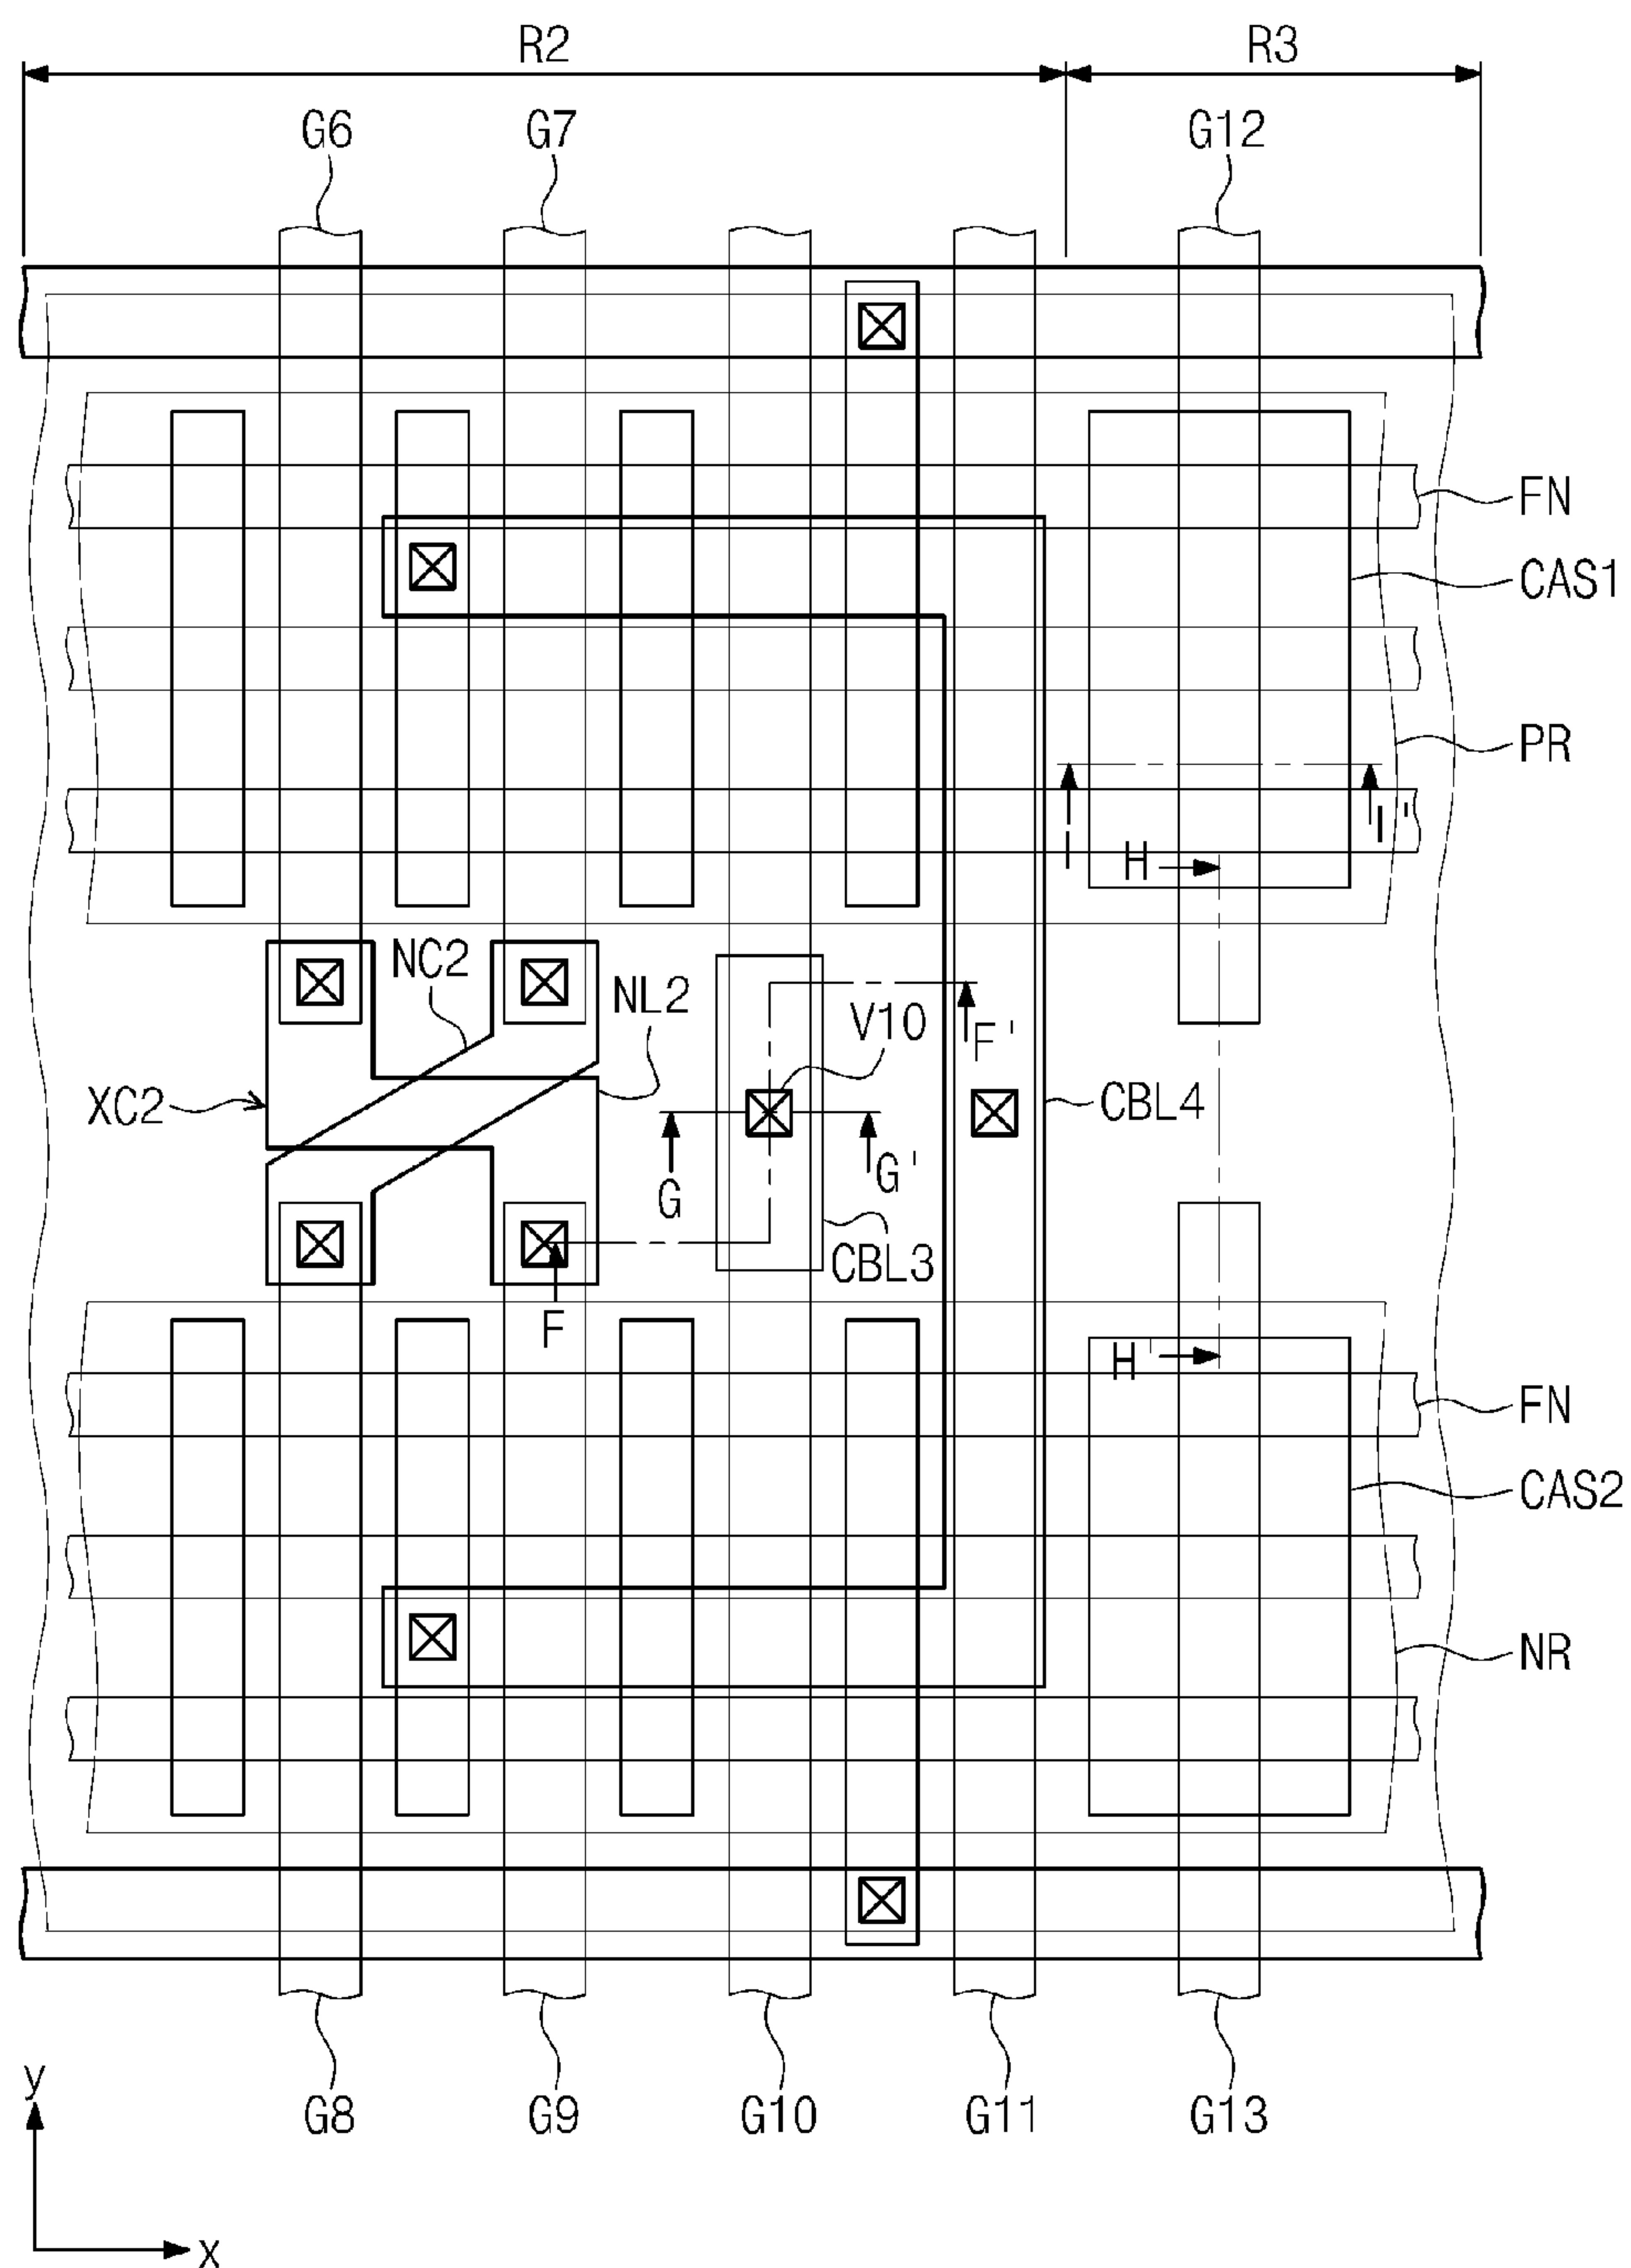 R2 R3
G6 G7 G12
FN
CAS1
PR
I I'
H
NC2
NL2
V10
F'
XC2
CBL4
G G'
CBL3
F
H'
FN
CAS2
NR
y
G8 G9 G10 G11 G13
x